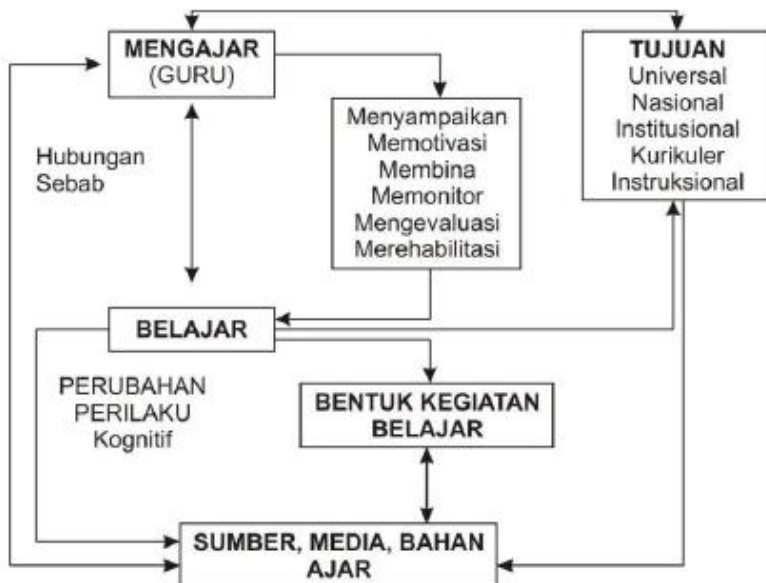 MENGAJAR
(GURU)
TUJUAN
Universal
Nasional
Institusional
Kurikuler
Instruksional
Menyampaikan
Memotivasi
Membina
Memonitor
Mengevaluasi
Merehabilitasi
Hubungan
Sebab
BELAJAR
PERUBAHAN
PERILAKU
Kognitif
BENTUK KEGIATAN
BELAJAR
SUMBER, MEDIA, BAHAN
AJAR